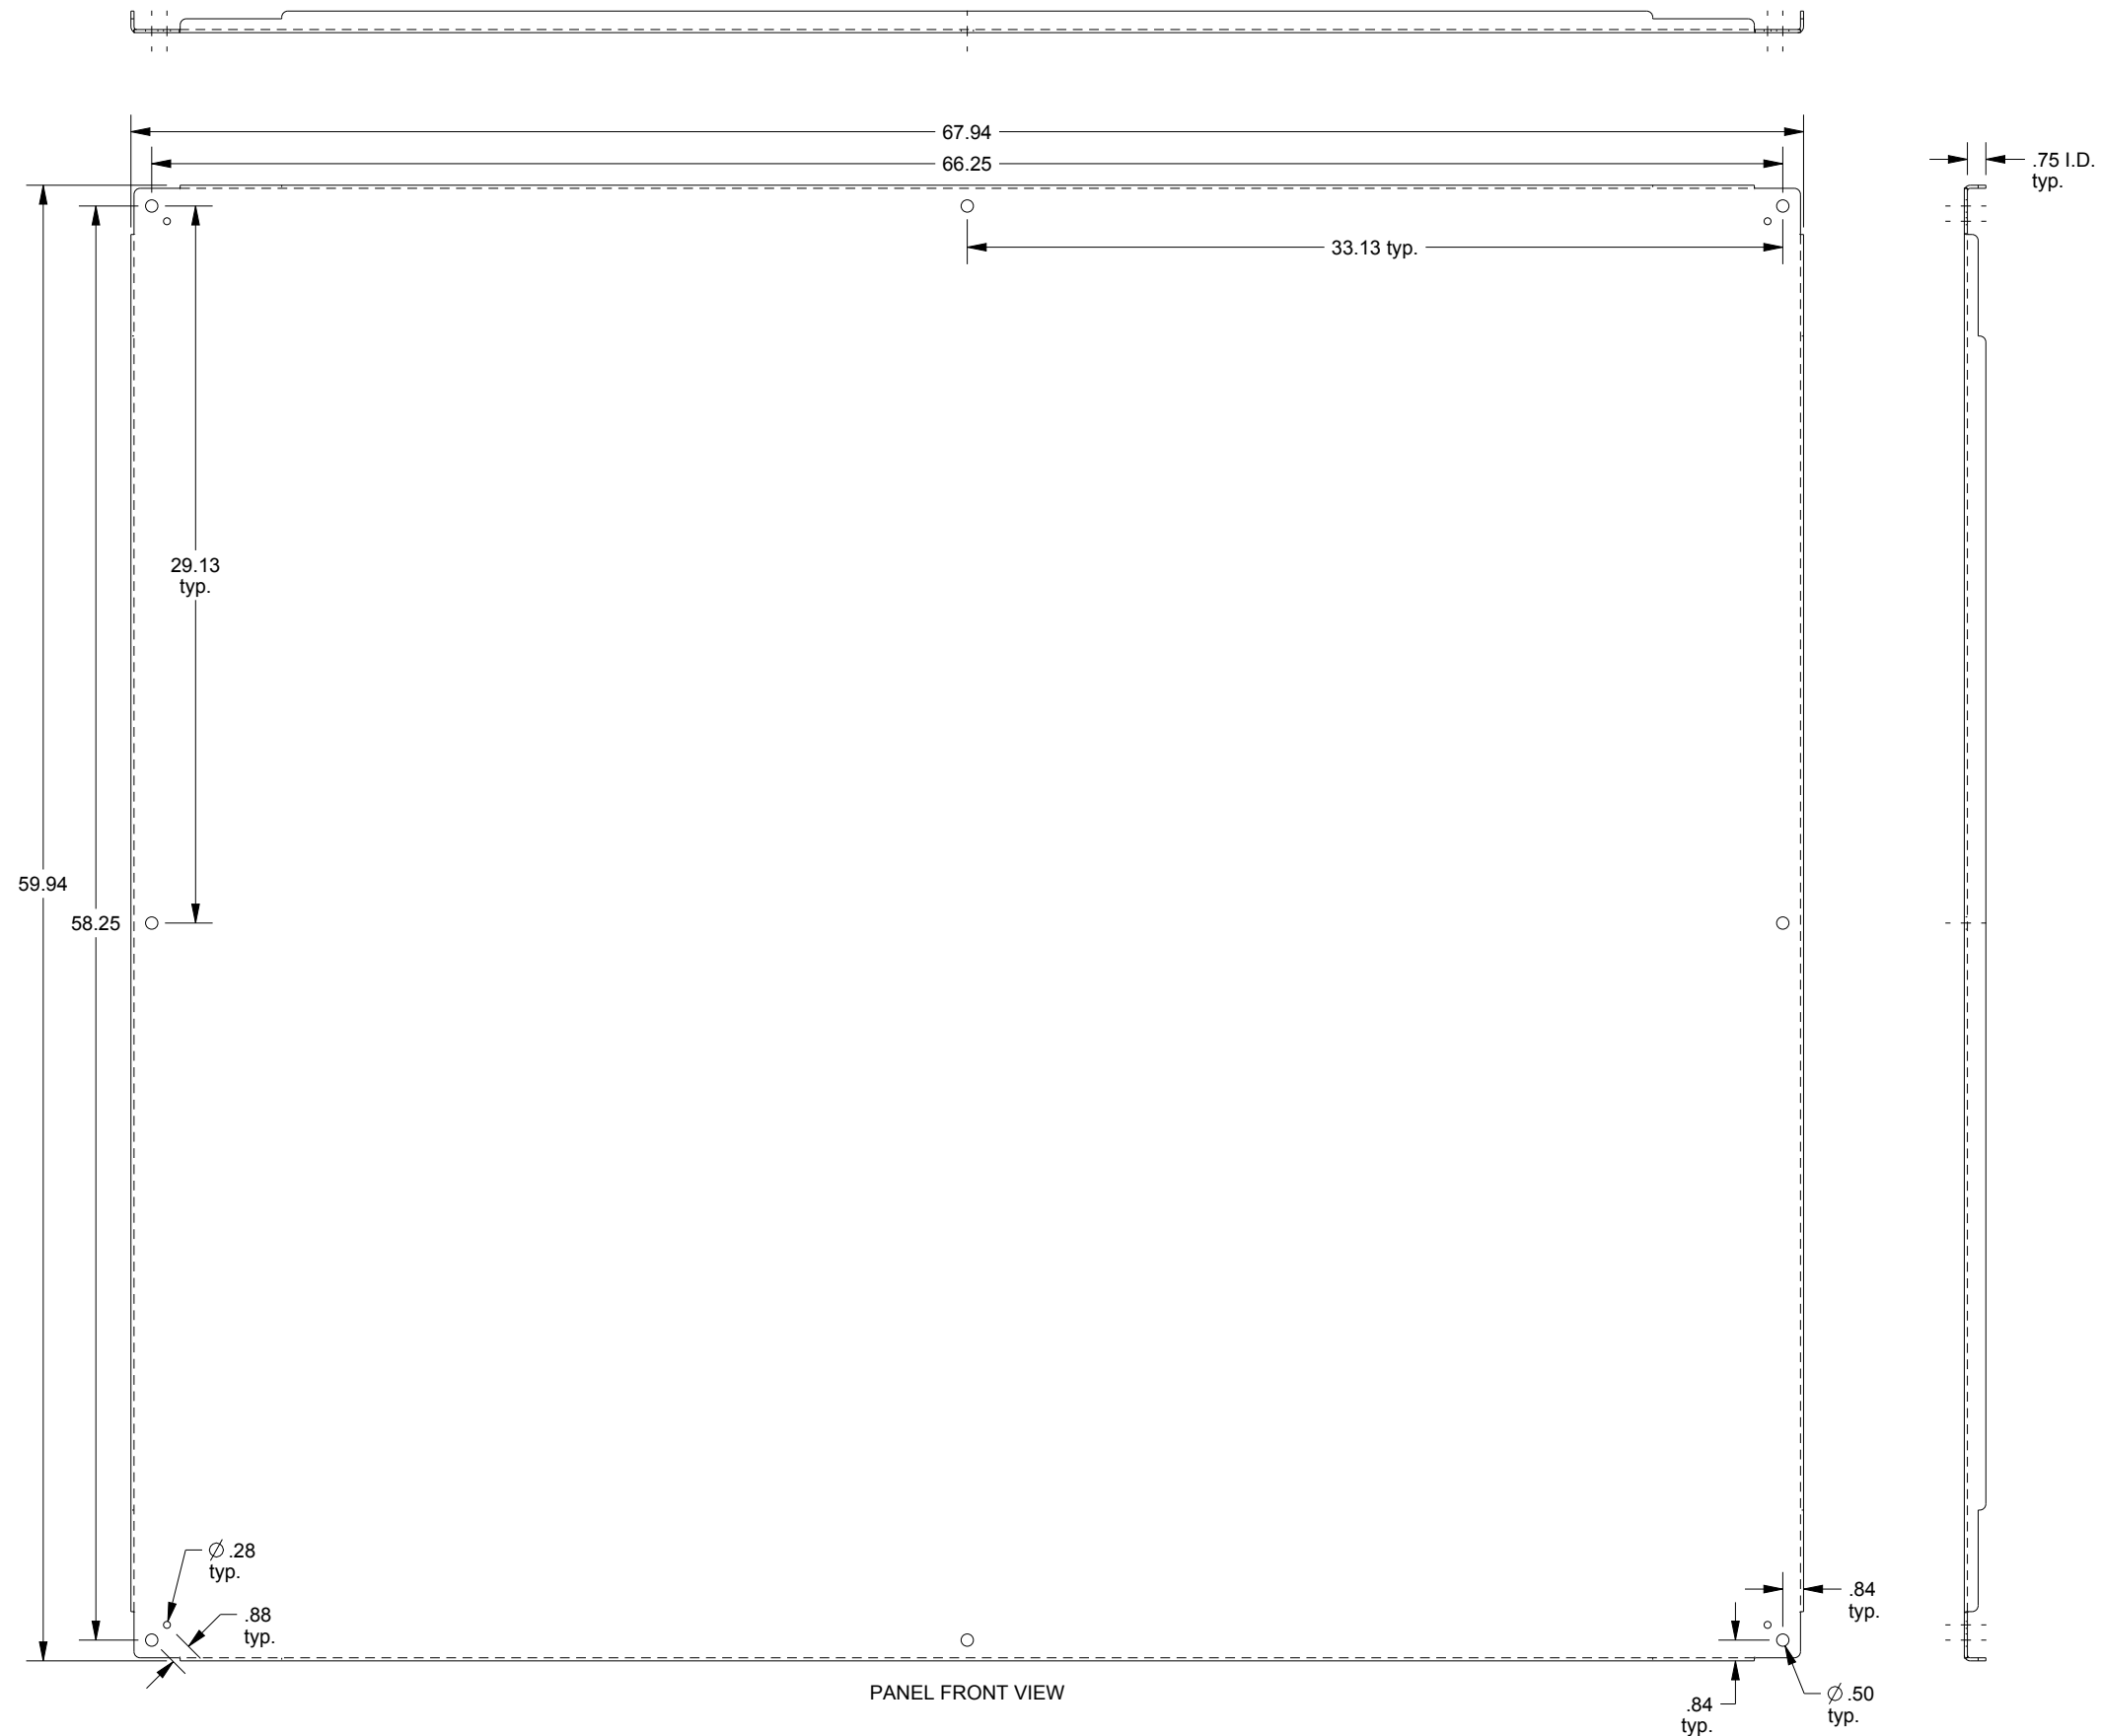 67.94
66.25
.75 I.D.
typ.
33.13 typ.
29.13
typ.
59.94
58.25
Ø .28
typ.
.88
typ.
.84
typ.
PANEL FRONT VIEW
.84
typ.
Ø .50
typ.